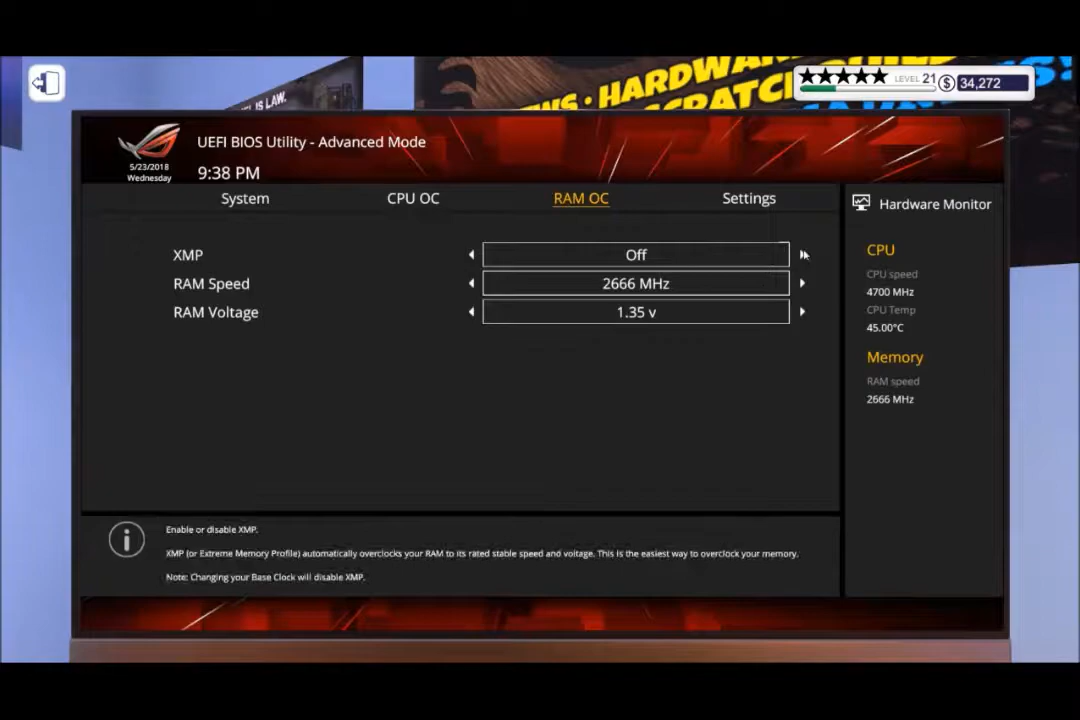 IS LAW.
HARDWA
LEVEL 21 $ 34,272
UEFI BIOS Utility - Advanced Mode
5/23/2018
Wednesday
9:38 PM
System CPU OC RAM OC Settings
Hardware Monitor
XMP Off
RAM Speed 2666 MHz
RAM Voltage 1.35 v
CPU
CPU speed
4700 MHz
CPU Temp
45.00°C
Memory
RAM speed
2666 MHz
Enable or disable XMP.
XMP (or Extreme Memory Profile) automatically overclocks your RAM to its rated stable speed and voltage. This is the easiest way to overclock your memory.
Note: Changing your Base Clock will disable XMP.